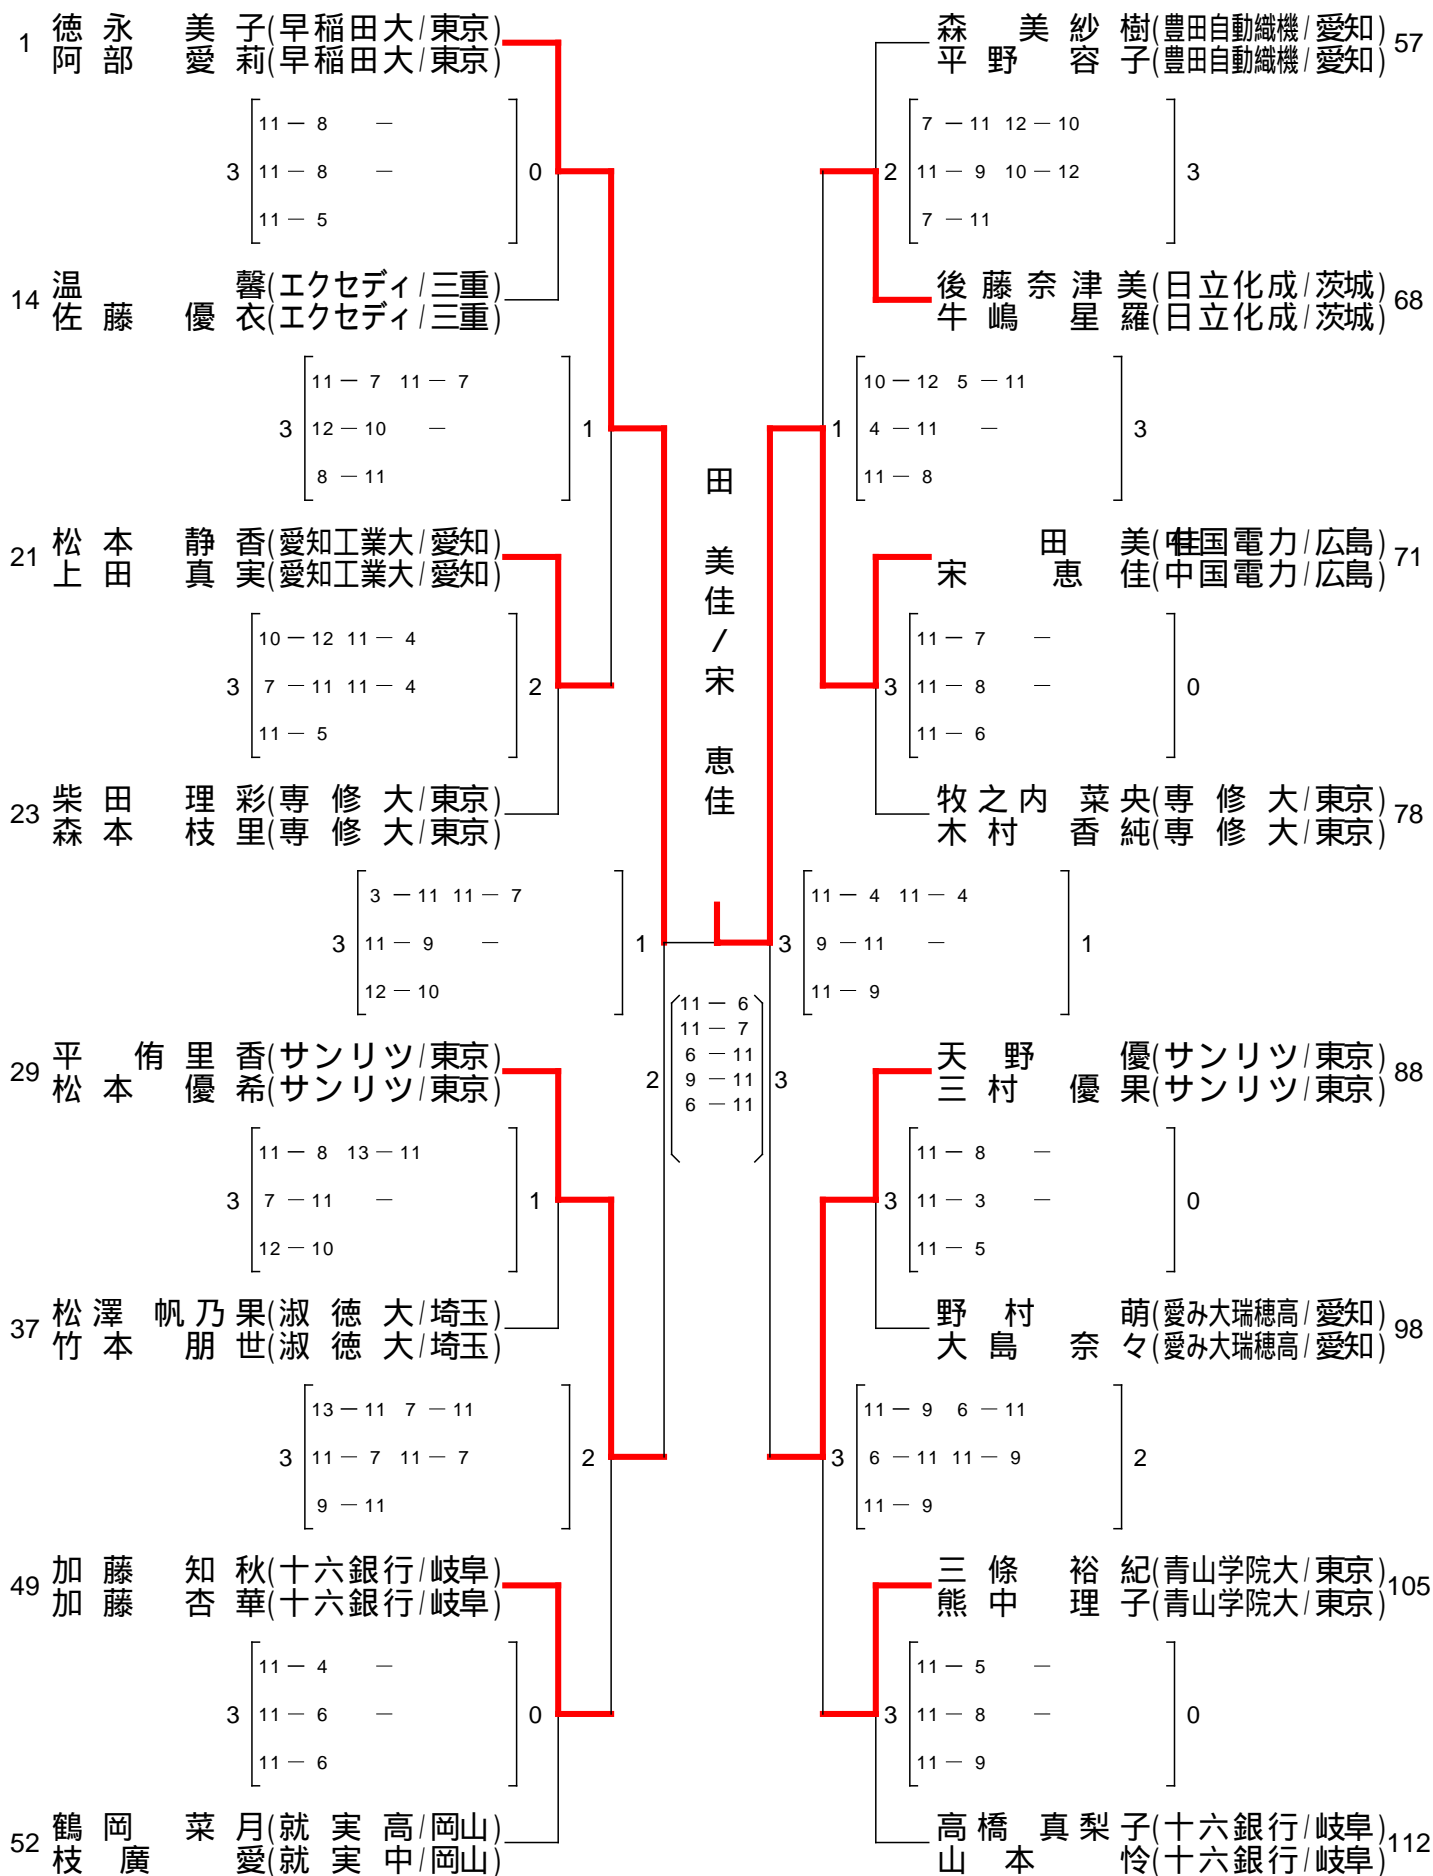 1 徳永 美子(早稲田大/東京)
阿部 愛莉(早稲田大/東京)
3 11－8 － 0
11－8 －
11－5
14 温 馨(エクセディ/三重)
佐藤 優衣(エクセディ/三重)
3 11－7 11－7 1
12－10 －
8－11
21 松本 静香(愛知工業大/愛知)
上田 真実(愛知工業大/愛知)
3 10－12 11－4 2
7－11 11－4
11－5
23 柴田 理彩(専修大/東京)
森本 枝里(専修大/東京)
3 3－11 11－7 1
11－9 －
12－10
29 平 侑里香(サンリツ/東京)
松本 優希(サンリツ/東京)
3 11－8 13－11 1
7－11 －
12－10
37 松澤 帆乃果(淑徳大/埼玉)
竹本 朋世(淑徳大/埼玉)
3 13－11 7－11 2
11－7 11－7
9－11
49 加藤 知秋(十六銀行/岐阜)
加藤 杏華(十六銀行/岐阜)
3 11－4 － 0
11－6 －
11－6
52 鶴岡 菜月(就実高/岡山)
枝廣 愛(就実中/岡山)
田 美佳/宋 恵佳
2 11－6 3
11－7
6－11
9－11
6－11
森 美紗樹(豊田自動織機/愛知) 57
平野 容子(豊田自動織機/愛知)
2 7－11 12－10 3
11－9 10－12
7－11
後藤奈津美(日立化成/茨城) 68
牛嶋 星羅(日立化成/茨城)
1 10－12 5－11 3
4－11 －
11－8
田 美佳(中国電力/広島) 71
宋 恵佳(中国電力/広島)
3 11－7 － 0
11－8 －
11－6
牧之内 菜央(専修大/東京) 78
木村 香純(専修大/東京)
3 11－4 11－4 1
9－11 －
11－9
天野 優(サンリツ/東京) 88
三村 優果(サンリツ/東京)
3 11－8 － 0
11－3 －
11－5
野村 萌(愛み大瑞穂高/愛知) 98
大島 奈々(愛み大瑞穂高/愛知)
3 11－9 6－11 2
6－11 11－9
11－9
三條 裕紀(青山学院大/東京) 105
熊中 理子(青山学院大/東京)
3 11－5 － 0
11－8 －
11－9
高橋 真梨子(十六銀行/岐阜) 112
山本 怜(十六銀行/岐阜)